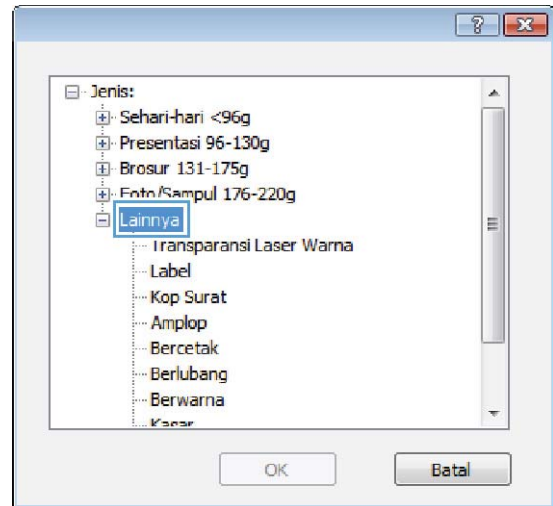 Jenis:
Sehari-hari <96g
Presentasi 96-130g
Brosur 131-175g
Foto/Sampul 176-220g
Lainnya
Transparansi Laser Warna
Label
Kop Surat
Amplop
Bercetak
Berlubang
Berwarna
Kasar
OK
Batal